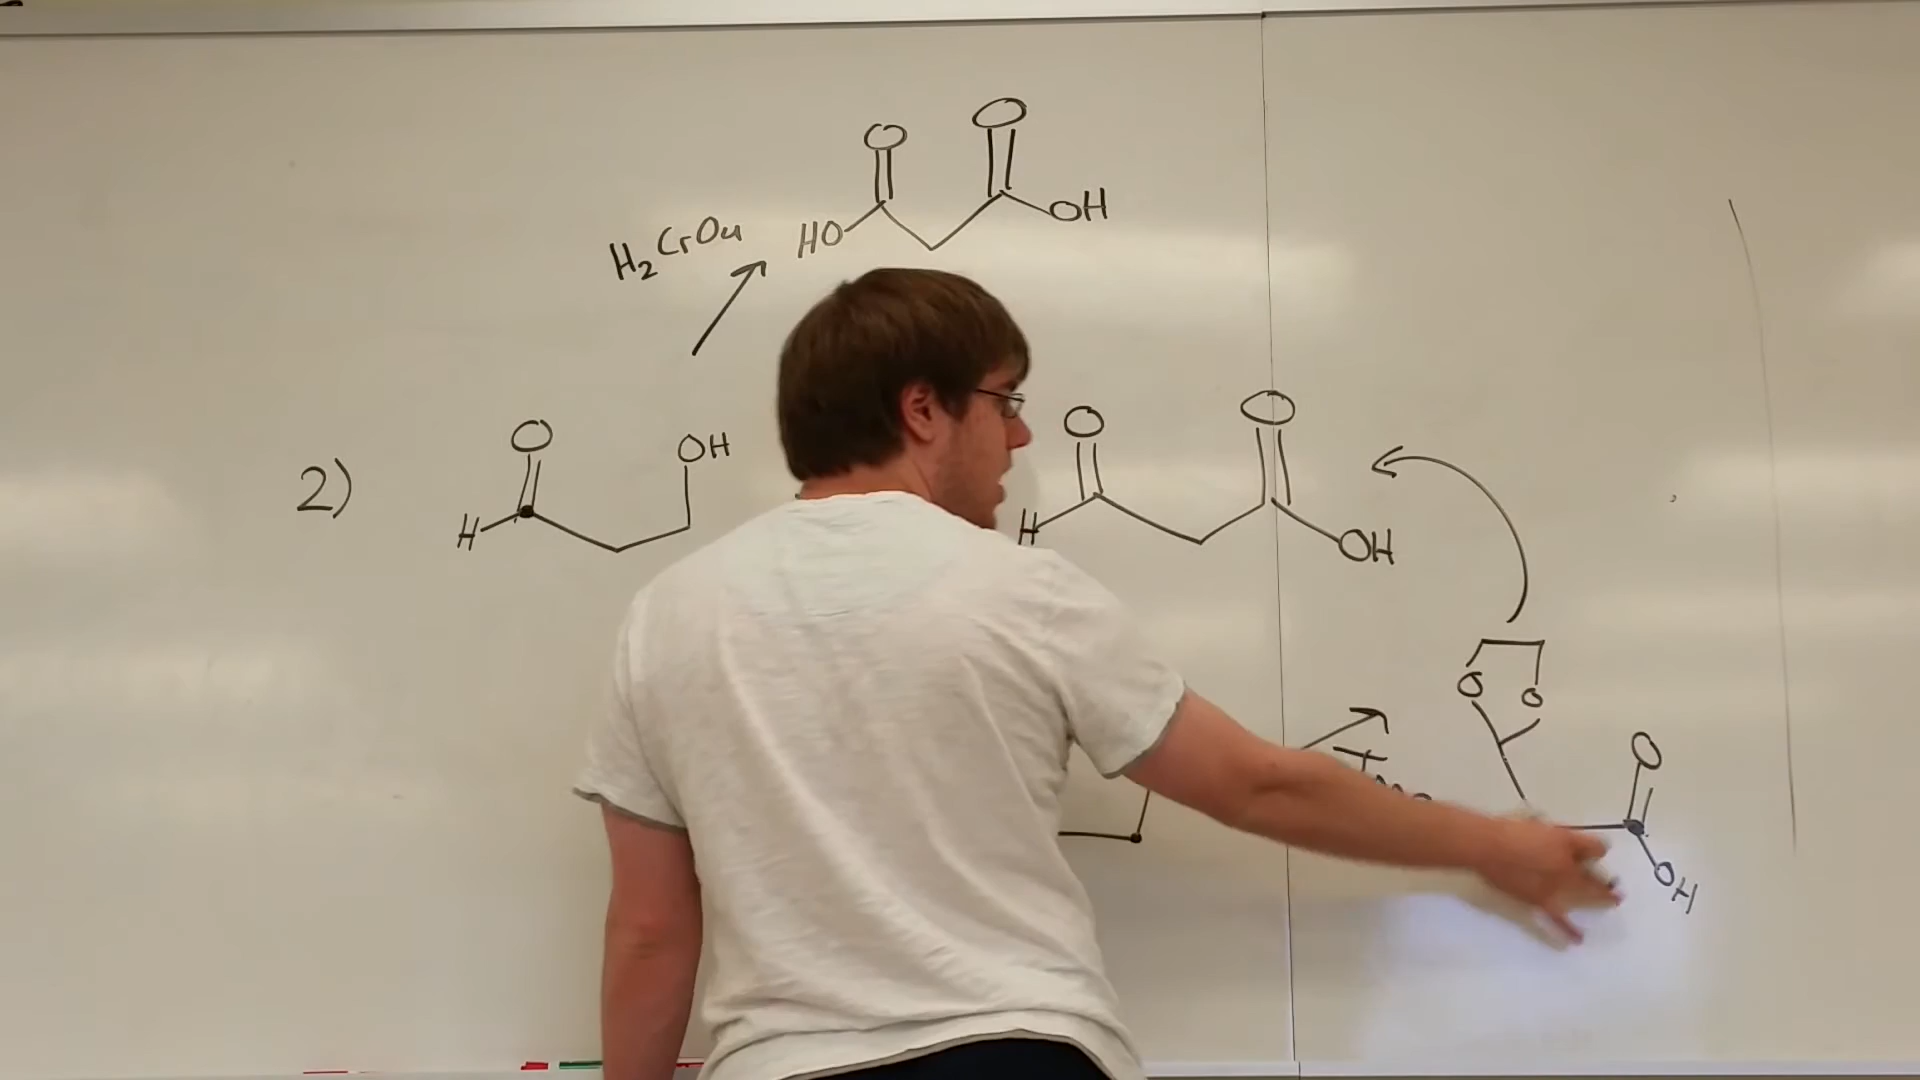 O O
HO OH
H₂CrO₄
2)
O OH
H
O O
H OH
O O
O
OH